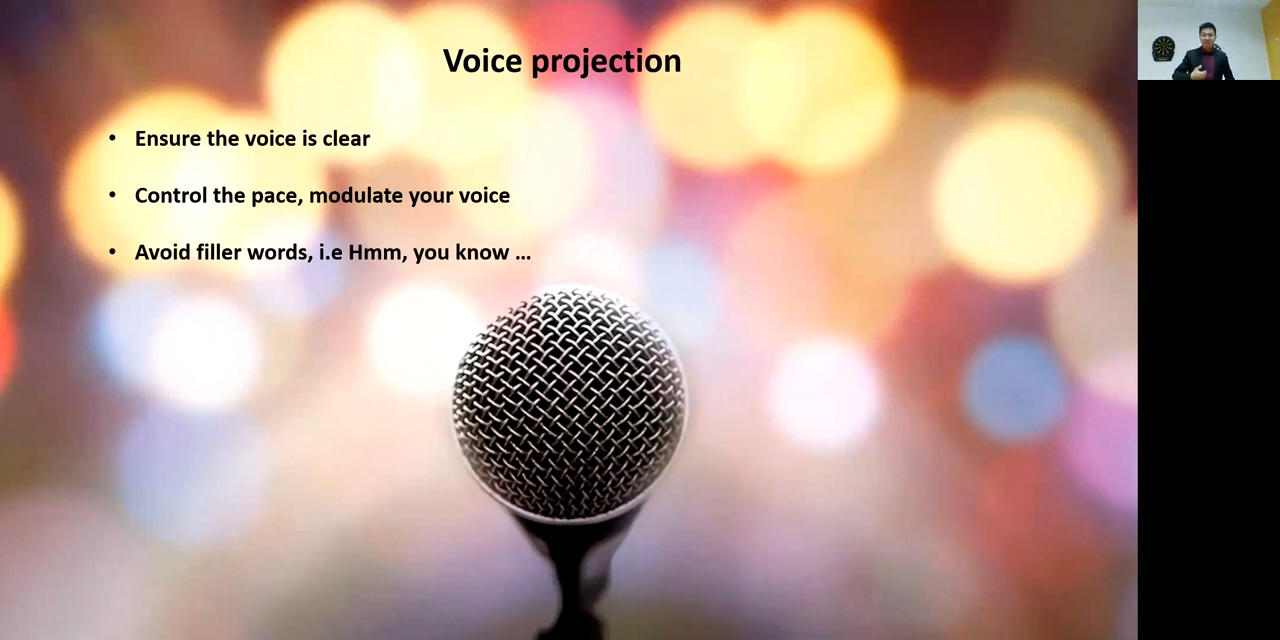 Voice projection
• Ensure the voice is clear
• Control the pace, modulate your voice
• Avoid filler words, i.e Hmm, you know ...